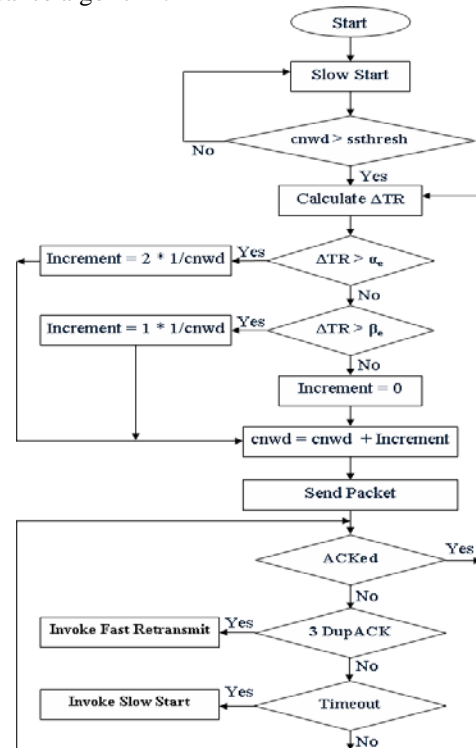 Start
Slow Start
cnwd > ssthresh
No
Yes
Calculate ΔTR
ΔTR > αe
Yes
Increment = 2 * 1/cnwd
No
ΔTR > βe
Yes
Increment = 1 * 1/cnwd
No
Increment = 0
cnwd = cnwd + Increment
Send Packet
ACKed
Yes
No
3 DupACK
Yes
Invoke Fast Retransmit
No
Timeout
Yes
Invoke Slow Start
No